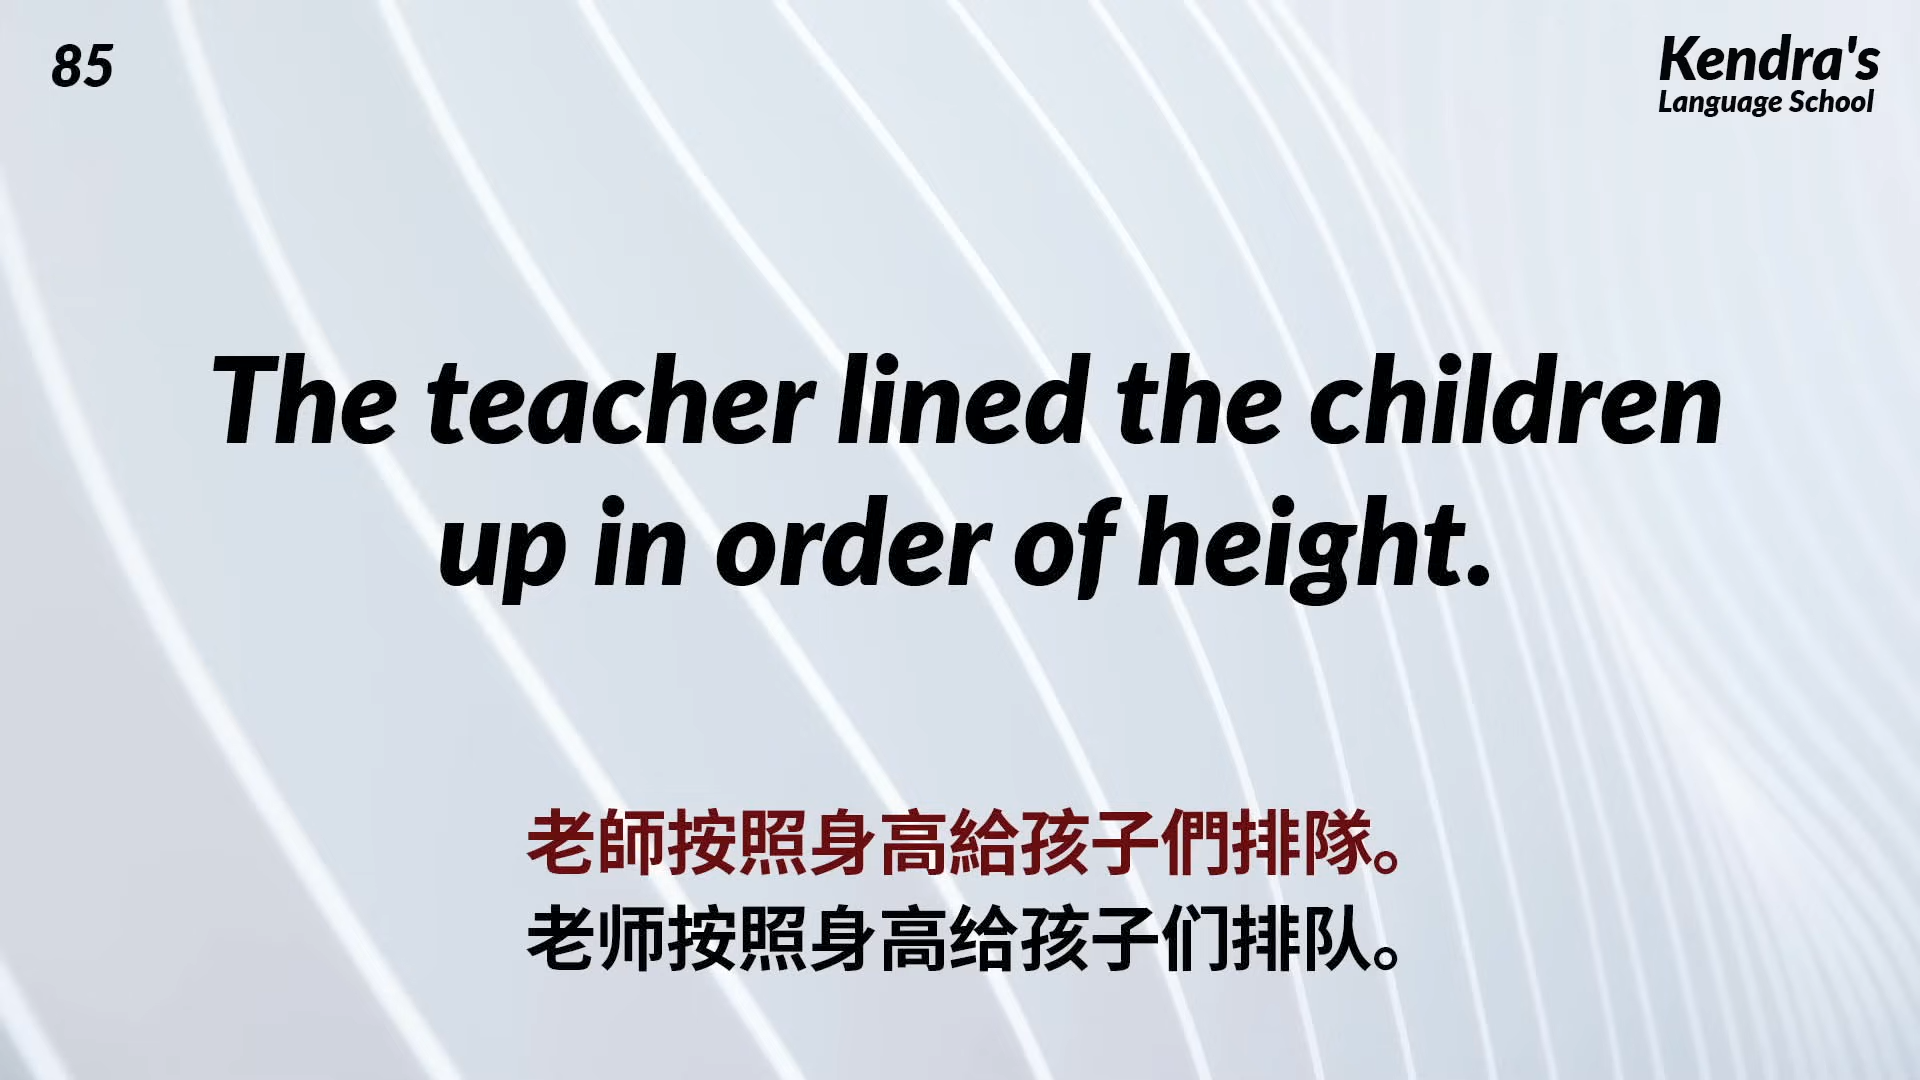 85
Kendra's
Language School
The teacher lined the children
up in order of height.
老師按照身高給孩子們排隊。
老师按照身高给孩子们排队。